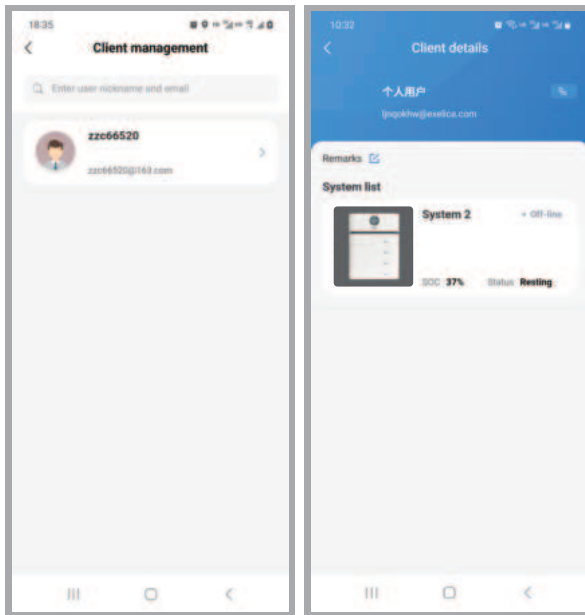 18:35
Client management
Enter user nickname and email
zzc66520
zzc66520@163.com
10:32
Client details
个人用户
Remarks
System list
System 2
Off-line
SOC 37%
Status Resting